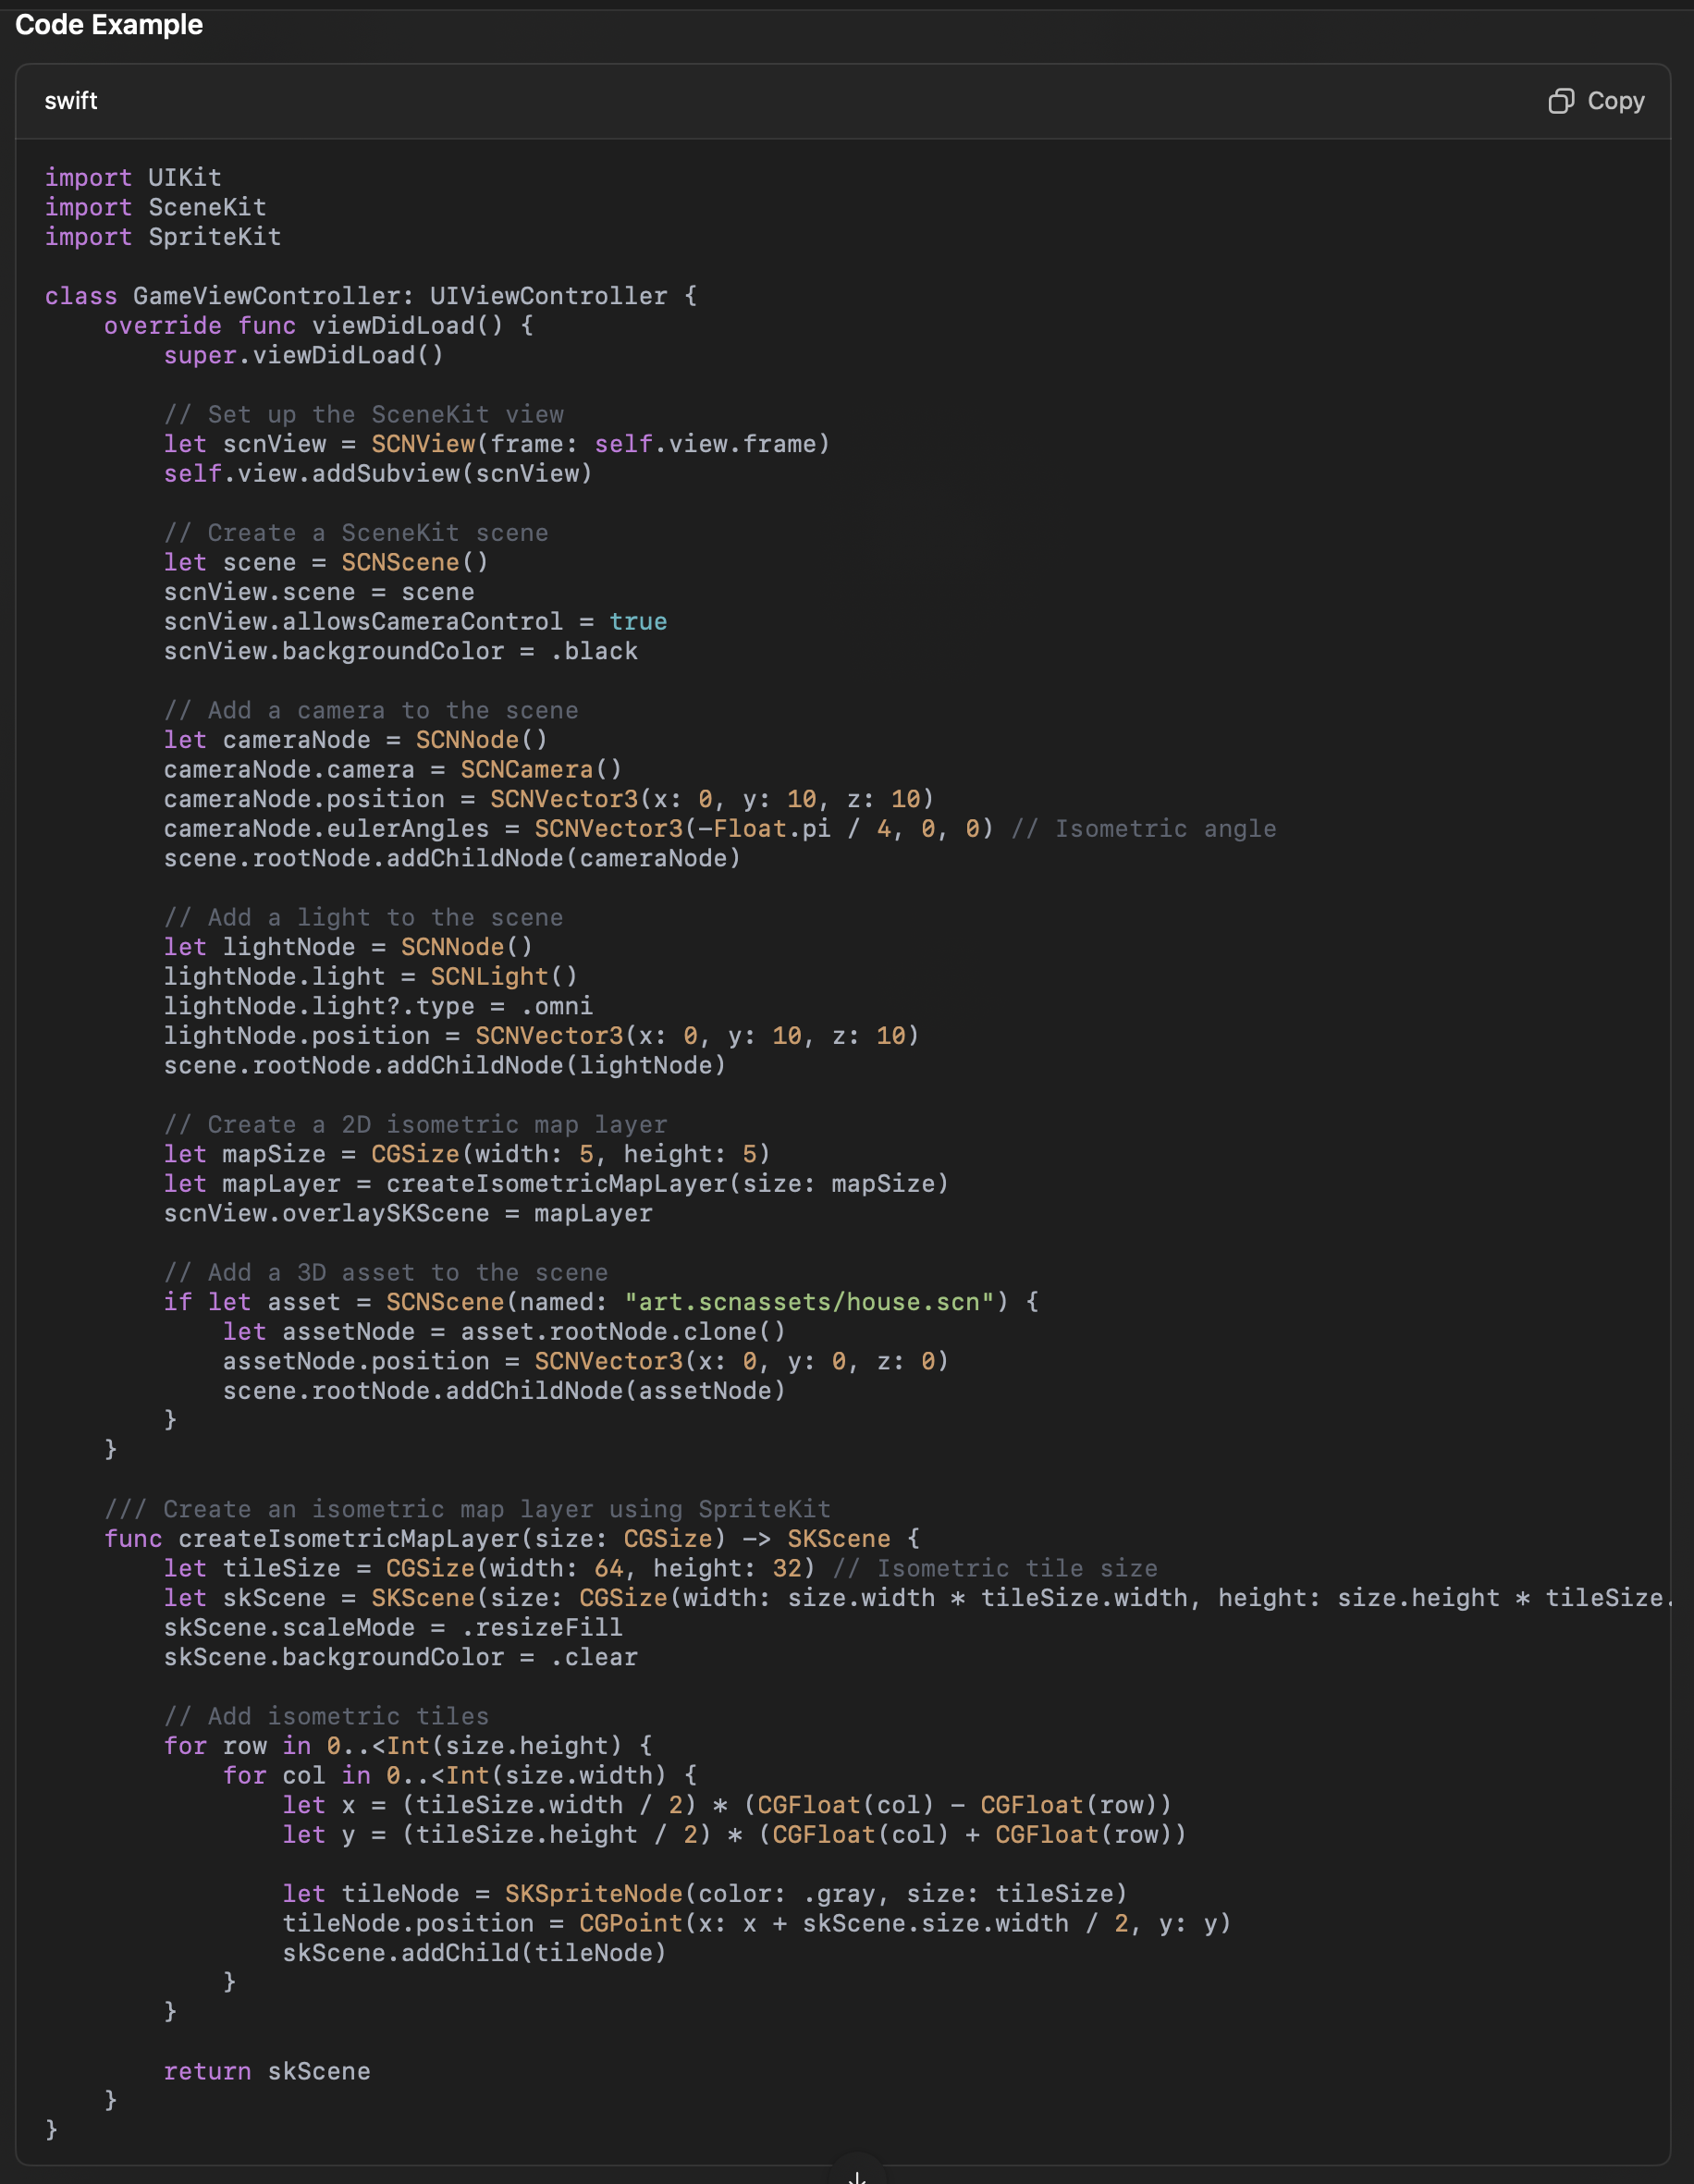 Code Example
swift
Copy
import UIKit
import SceneKit
import SpriteKit

class GameViewController: UIViewController {
    override func viewDidLoad() {
        super.viewDidLoad()

        // Set up the SceneKit view
        let scnView = SCNView(frame: self.view.frame)
        self.view.addSubview(scnView)

        // Create a SceneKit scene
        let scene = SCNScene()
        scnView.scene = scene
        scnView.allowsCameraControl = true
        scnView.backgroundColor = .black

        // Add a camera to the scene
        let cameraNode = SCNNode()
        cameraNode.camera = SCNCamera()
        cameraNode.position = SCNVector3(x: 0, y: 10, z: 10)
        cameraNode.eulerAngles = SCNVector3(-Float.pi / 4, 0, 0) // Isometric angle
        scene.rootNode.addChildNode(cameraNode)

        // Add a light to the scene
        let lightNode = SCNNode()
        lightNode.light = SCNLight()
        lightNode.light?.type = .omni
        lightNode.position = SCNVector3(x: 0, y: 10, z: 10)
        scene.rootNode.addChildNode(lightNode)

        // Create a 2D isometric map layer
        let mapSize = CGSize(width: 5, height: 5)
        let mapLayer = createIsometricMapLayer(size: mapSize)
        scnView.overlaySKScene = mapLayer

        // Add a 3D asset to the scene
        if let asset = SCNScene(named: "art.scnassets/house.scn") {
            let assetNode = asset.rootNode.clone()
            assetNode.position = SCNVector3(x: 0, y: 0, z: 0)
            scene.rootNode.addChildNode(assetNode)
        }
    }

    /// Create an isometric map layer using SpriteKit
    func createIsometricMapLayer(size: CGSize) -> SKScene {
        let tileSize = CGSize(width: 64, height: 32) // Isometric tile size
        let skScene = SKScene(size: CGSize(width: size.width * tileSize.width, height: size.height * tileSize.
        skScene.scaleMode = .resizeFill
        skScene.backgroundColor = .clear

        // Add isometric tiles
        for row in 0..<Int(size.height) {
            for col in 0..<Int(size.width) {
                let x = (tileSize.width / 2) * (CGFloat(col) - CGFloat(row))
                let y = (tileSize.height / 2) * (CGFloat(col) + CGFloat(row))

                let tileNode = SKSpriteNode(color: .gray, size: tileSize)
                tileNode.position = CGPoint(x: x + skScene.size.width / 2, y: y)
                skScene.addChild(tileNode)
            }
        }

        return skScene
    }
}